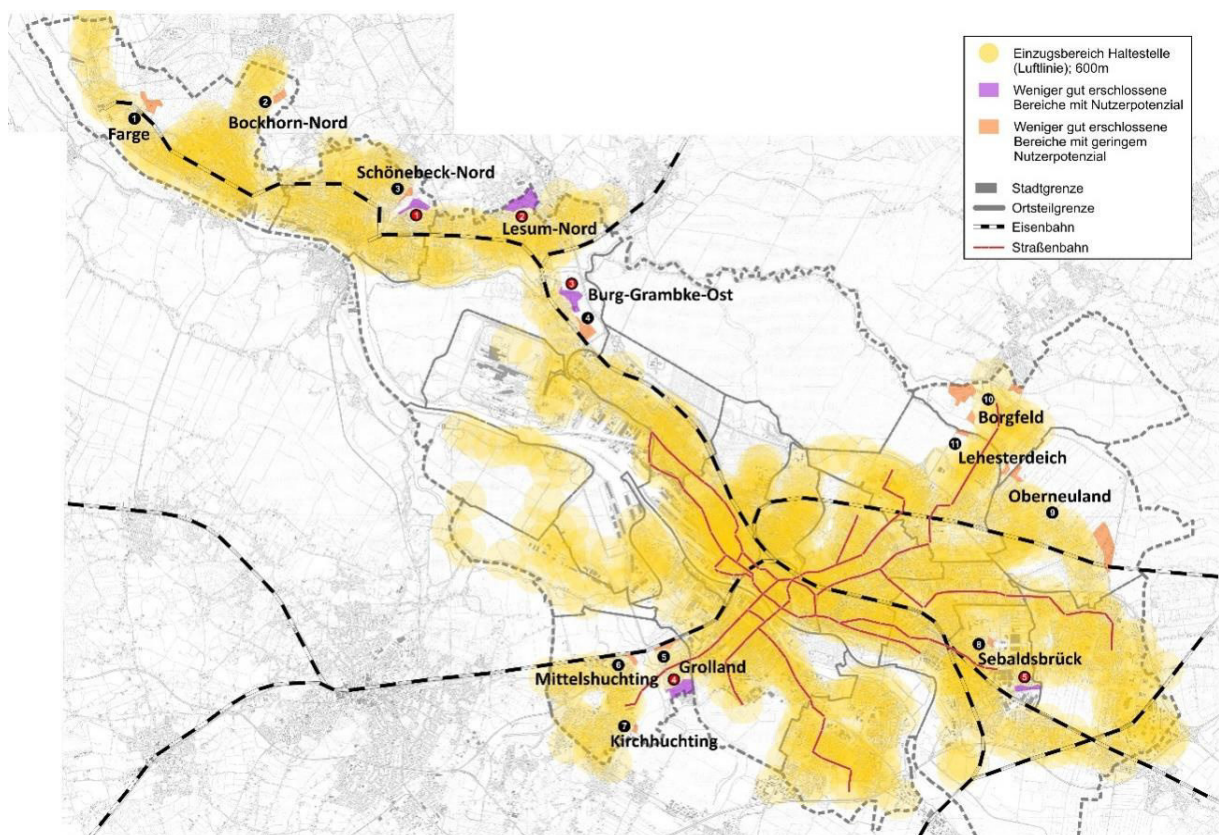 Einzugsbereich Haltestelle
(Luftlinie); 600m
Weniger gut erschlossene
Bereiche mit Nutzerpotenzial
Weniger gut erschlossene
Bereiche mit geringem
Nutzerpotenzial
Stadtgrenze
Ortsteilgrenze
Eisenbahn
Straßenbahn
1
Farge
2
Bockhorn-Nord
Schönebeck-Nord
3
1
2
Lesum-Nord
3
Burg-Grambke-Ost
4
10
Borgfeld
11
Lehesterdeich
Oberneuland
9
8
Sebaldsbrück
5
6
5
Mittelshuchting
Grolland
4
7
Kirchhuchting